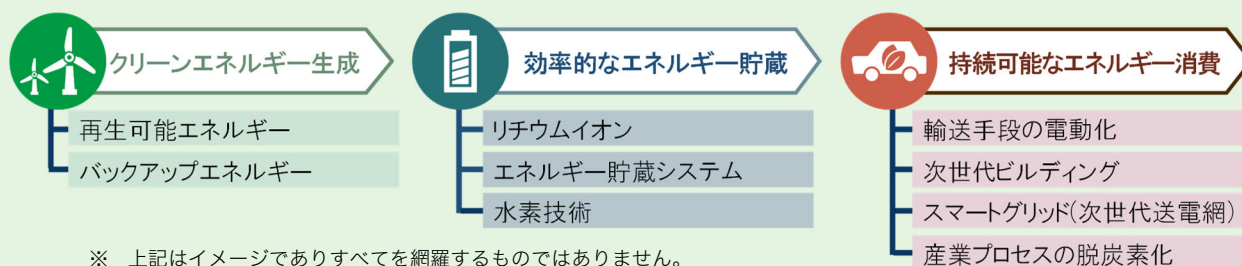 クリーンエネルギー生成
再生可能エネルギー
バックアップエネルギー
効率的なエネルギー貯蔵
リチウムイオン
エネルギー貯蔵システム
水素技術
持続可能なエネルギー消費
輸送手段の電動化
次世代ビルディング
スマートグリッド(次世代送電網)
産業プロセスの脱炭素化
※　上記はイメージでありすべてを網羅するものではありません。